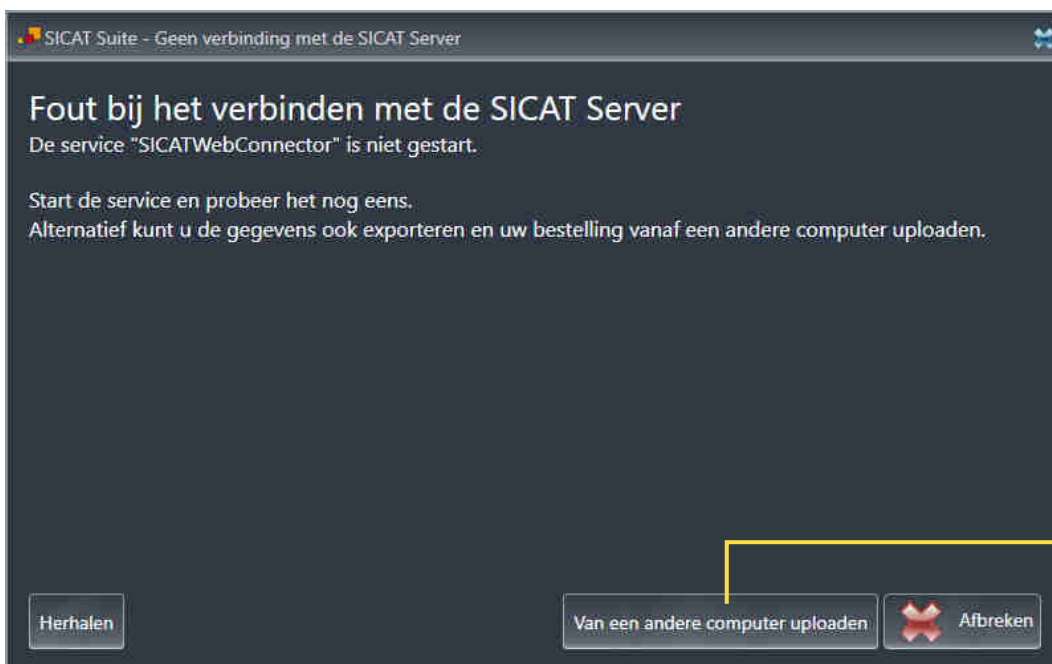 SICAT Suite - Geen verbinding met de SICAT Server
Fout bij het verbinden met de SICAT Server
De service "SICATWebConnector" is niet gestart.
Start de service en probeer het nog eens.
Alternatief kunt u de gegevens ook exporteren en uw bestelling vanaf een andere computer uploaden.
Herhalen
Van een andere computer uploaden
Afbreken